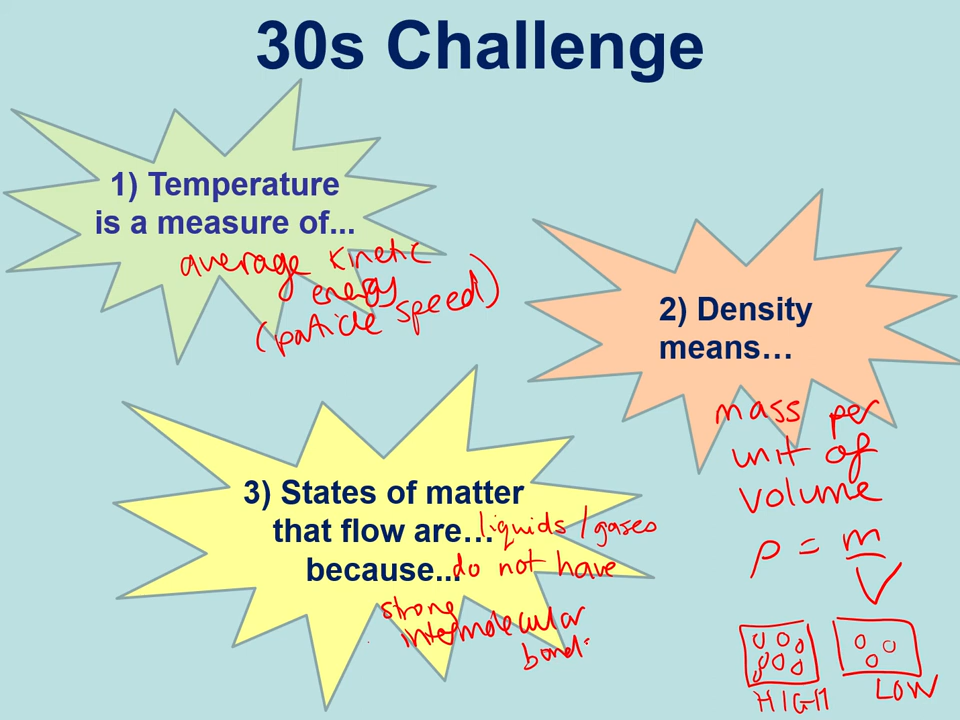 30s Challenge
1) Temperature
is a measure of...
average kinetic
energy
(particle speed)
2) Density
means…
mass per
unit of
volume
ρ = m
V
HIGH LOW
3) States of matter
that flow are… liquids/gases
because... do not have
strong
intermolecular
bonds